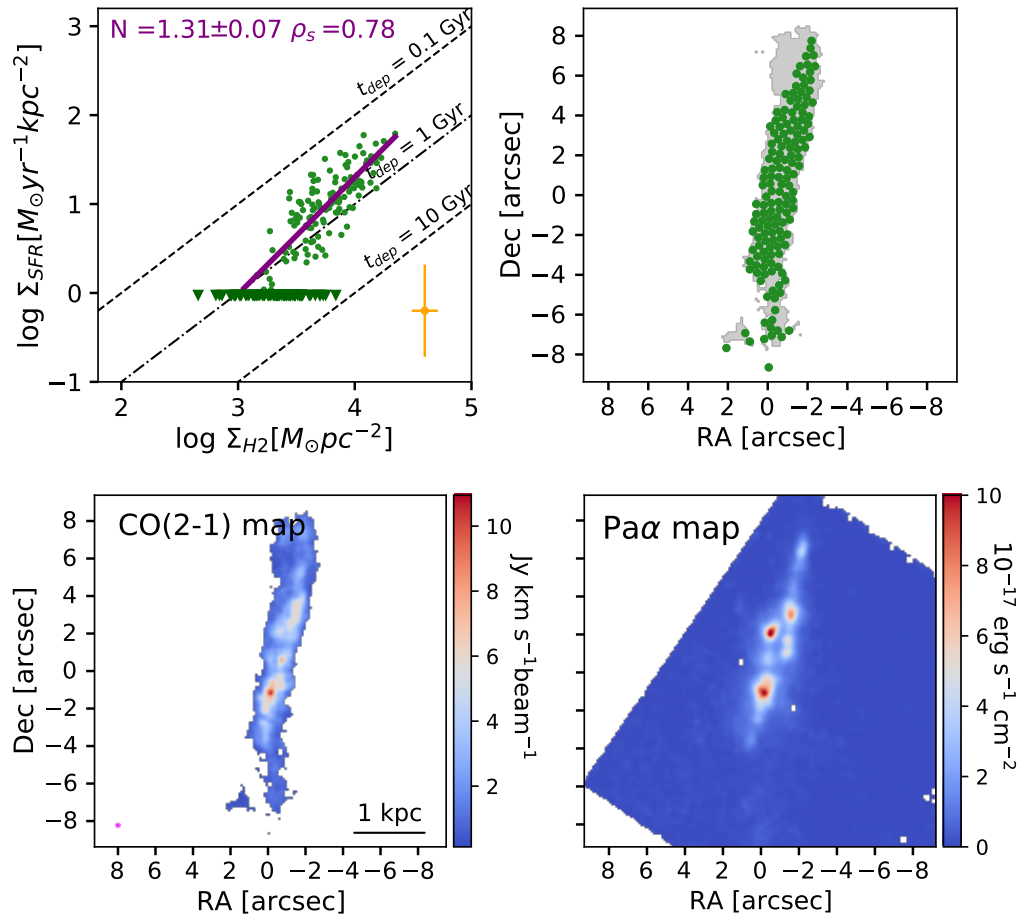 N =1.31±0.07 ρₛ =0.78
t_dep = 0.1 Gyr
t_dep = 1 Gyr
t_dep = 10 Gyr
3
2
1
0
−1
log Σ_SFR[M_⊙yr⁻¹kpc⁻²]
2 3 4 5
log Σ_H2[M_⊙pc⁻²]
8
6
4
2
0
−2
−4
−6
−8
Dec [arcsec]
8 6 4 2 0 −2 −4 −6 −8
RA [arcsec]
CO(2-1) map
8
6
4
2
0
−2
−4
−6
−8
Dec [arcsec]
1 kpc
8 6 4 2 0 −2 −4 −6 −8
RA [arcsec]
10
8
6
4
2
Jy km s⁻¹beam⁻¹
Paα map
8 6 4 2 0 −2 −4 −6 −8
RA [arcsec]
10
8
6
4
2
0
10⁻¹⁷ erg s⁻¹ cm⁻²